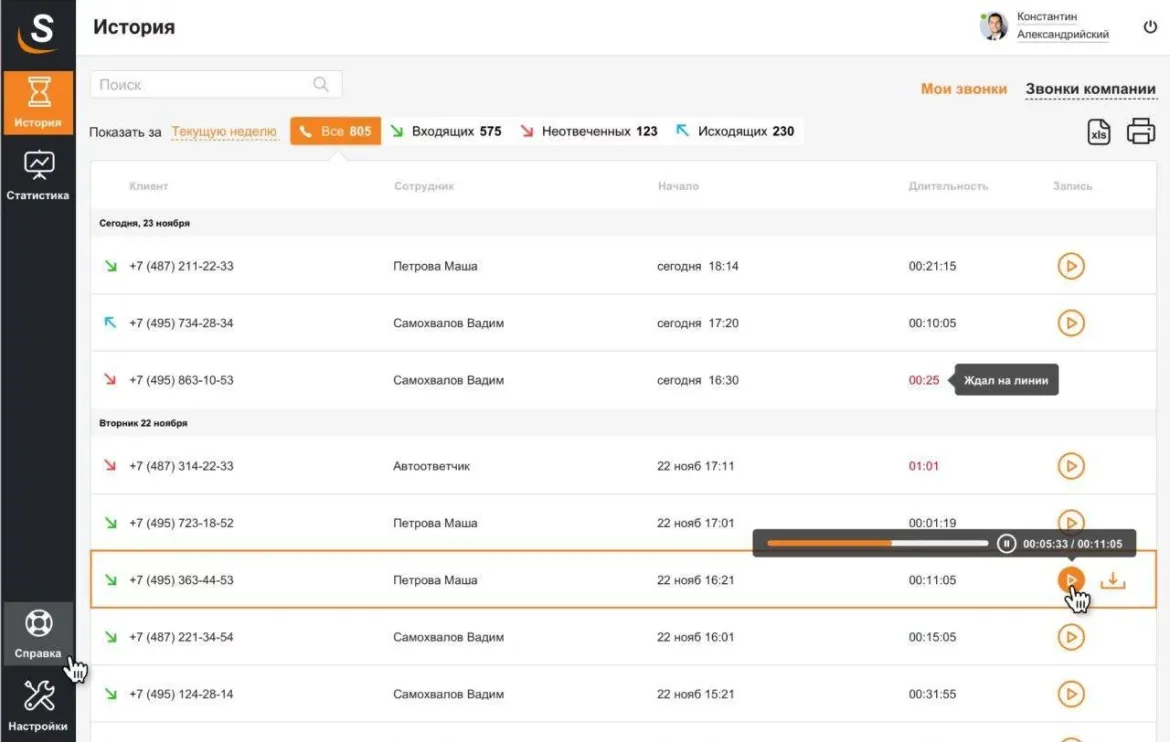 S
История
Константин
Александрийский
История
Поиск
Мои звонки Звонки компании
Показать за Текущую неделю Все 805 Входящих 575 Неотвеченных 123 Исходящих 230
xls
Статистика
Клиент Сотрудник Начало Длительность Запись
Сегодня, 23 ноября
+7 (487) 211-22-33 Петрова Маша сегодня 18:14 00:21:15
+7 (495) 734-28-34 Самохвалов Вадим сегодня 17:20 00:10:05
+7 (495) 863-10-53 Самохвалов Вадим сегодня 16:30 00:25 Ждал на линии
Вторник 22 ноября
+7 (487) 314-22-33 Автоответчик 22 нояб 17:11 01:01
+7 (495) 723-18-52 Петрова Маша 22 нояб 17:01 00:01:19
00:05:33 / 00:11:05
+7 (495) 363-44-53 Петрова Маша 22 нояб 16:21 00:11:05
+7 (487) 221-34-54 Самохвалов Вадим 22 нояб 16:01 00:15:05
Справка
+7 (495) 124-28-14 Самохвалов Вадим 22 нояб 15:21 00:31:55
Настройки